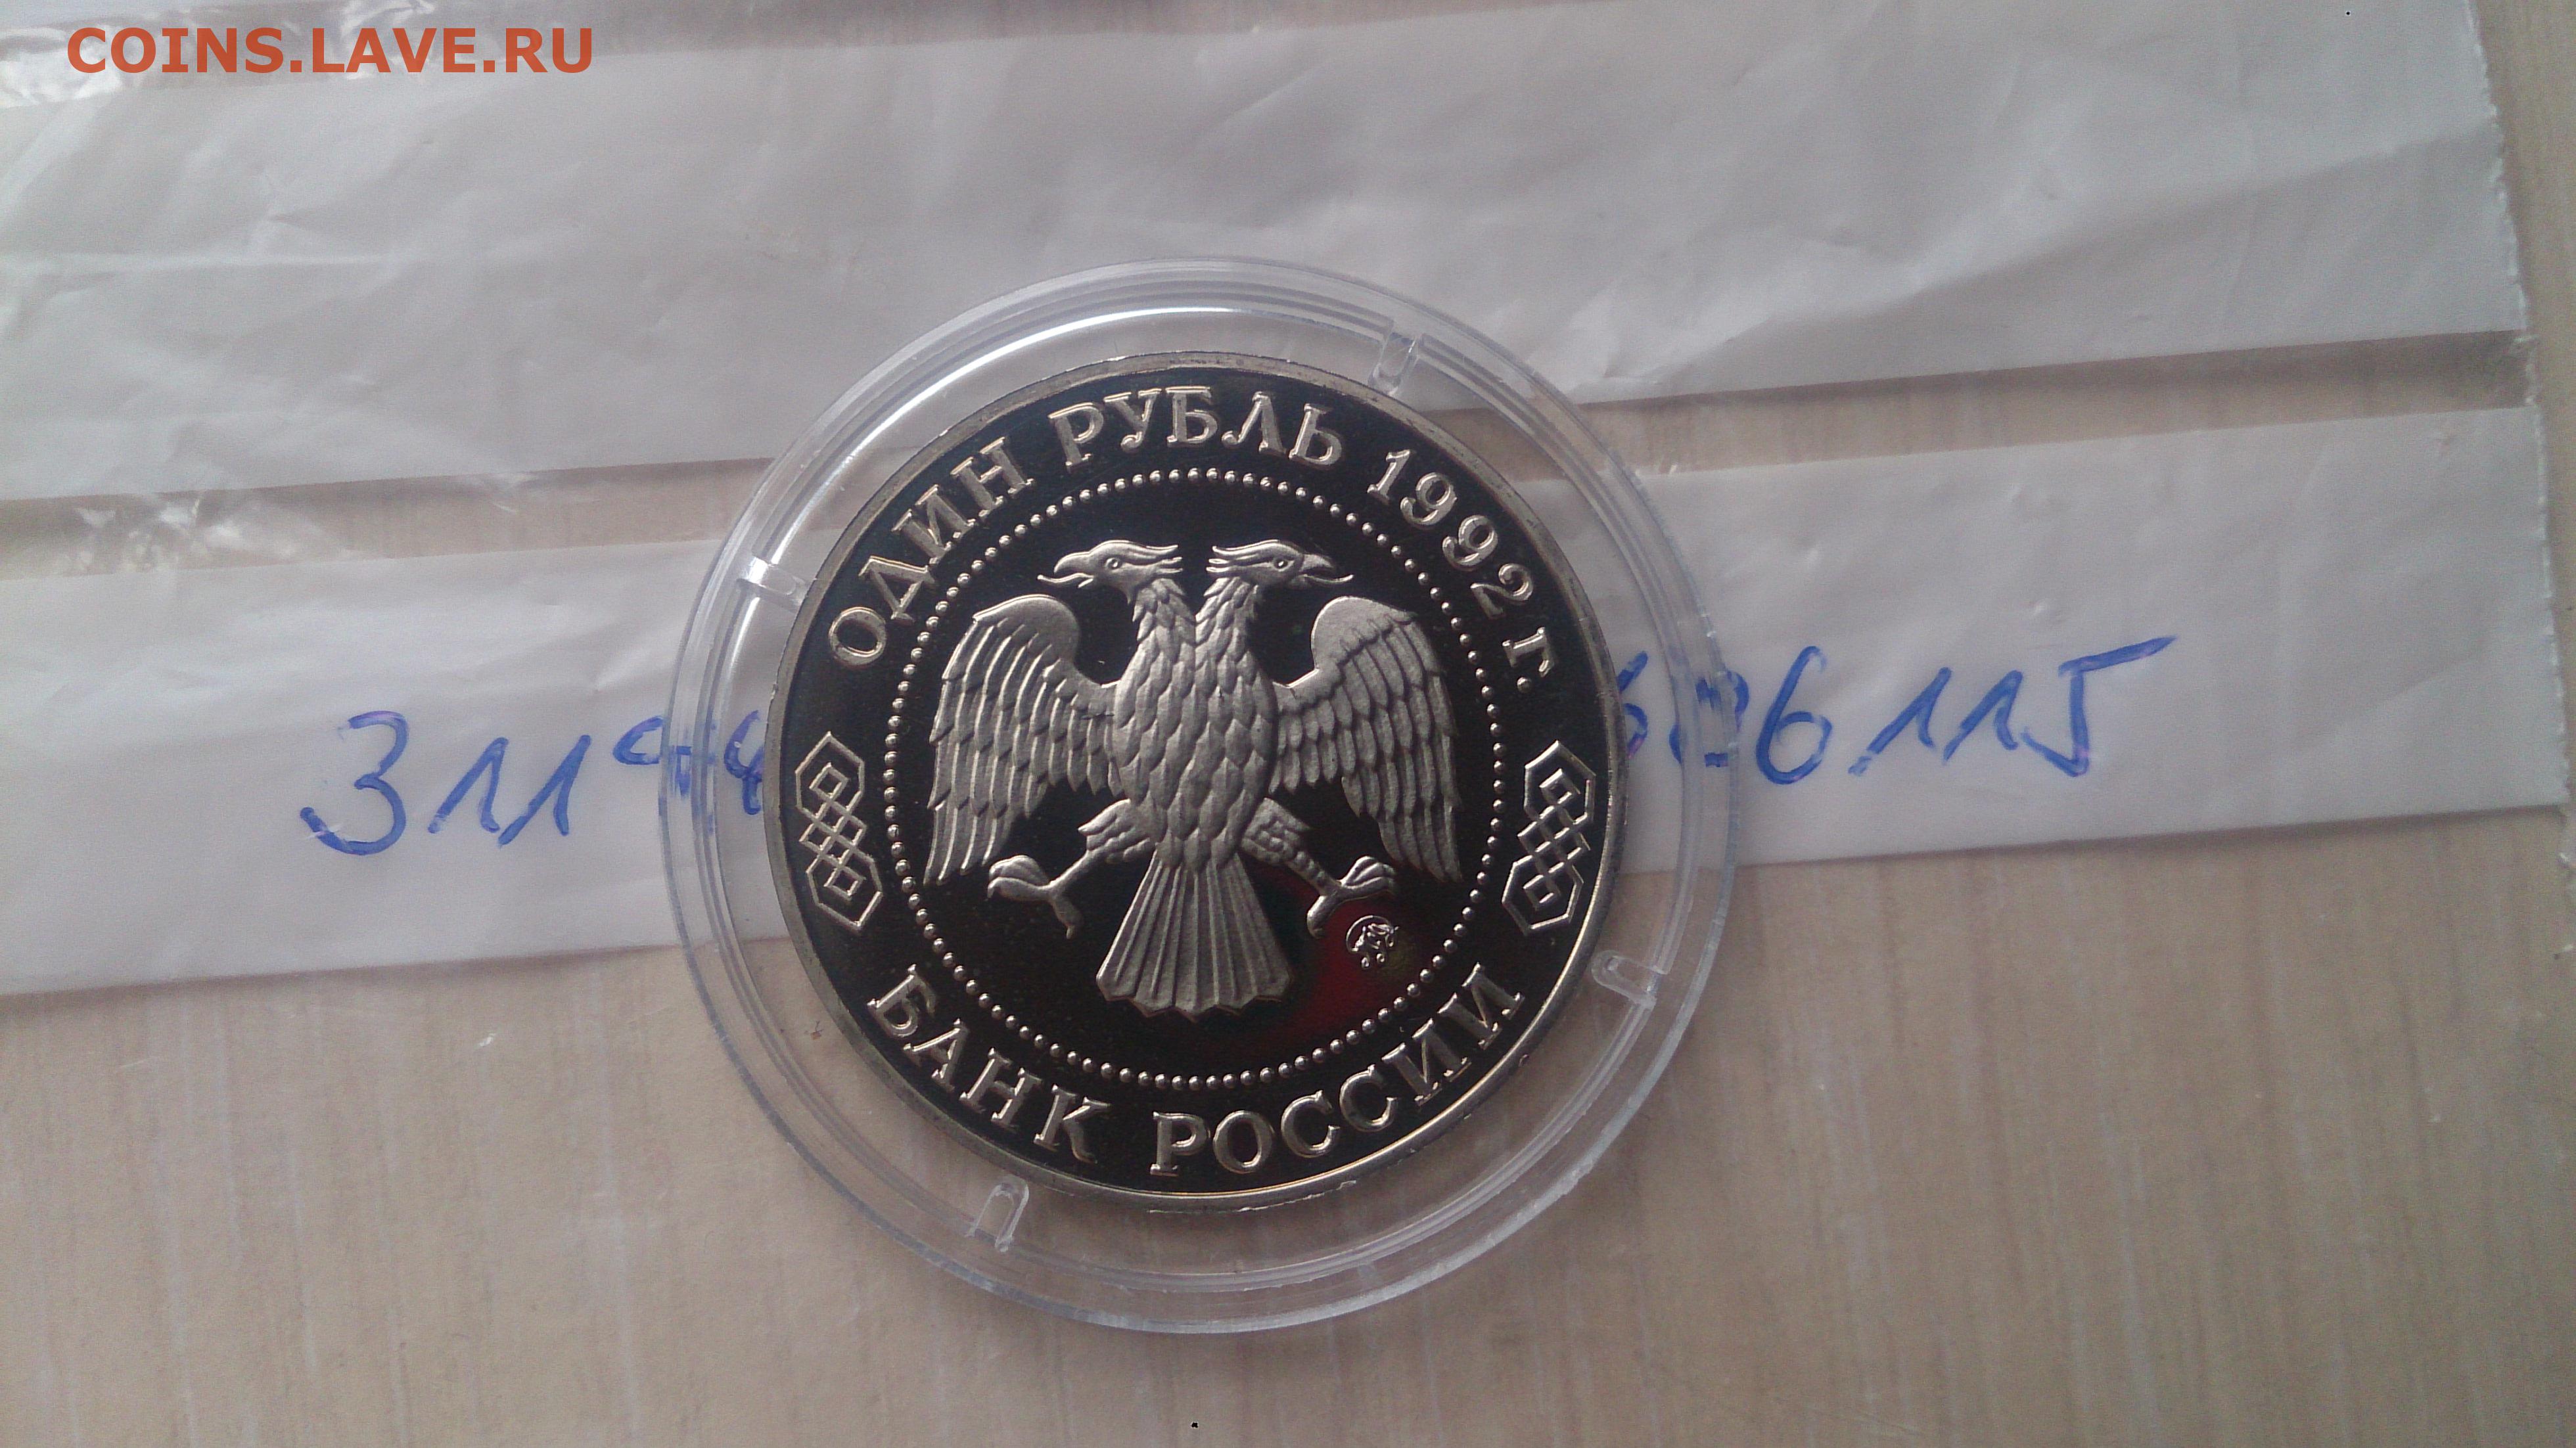 COINS.LAVE.RU
ОДИН РУБЛЬ 1992 г.
БАНК РОССИИ